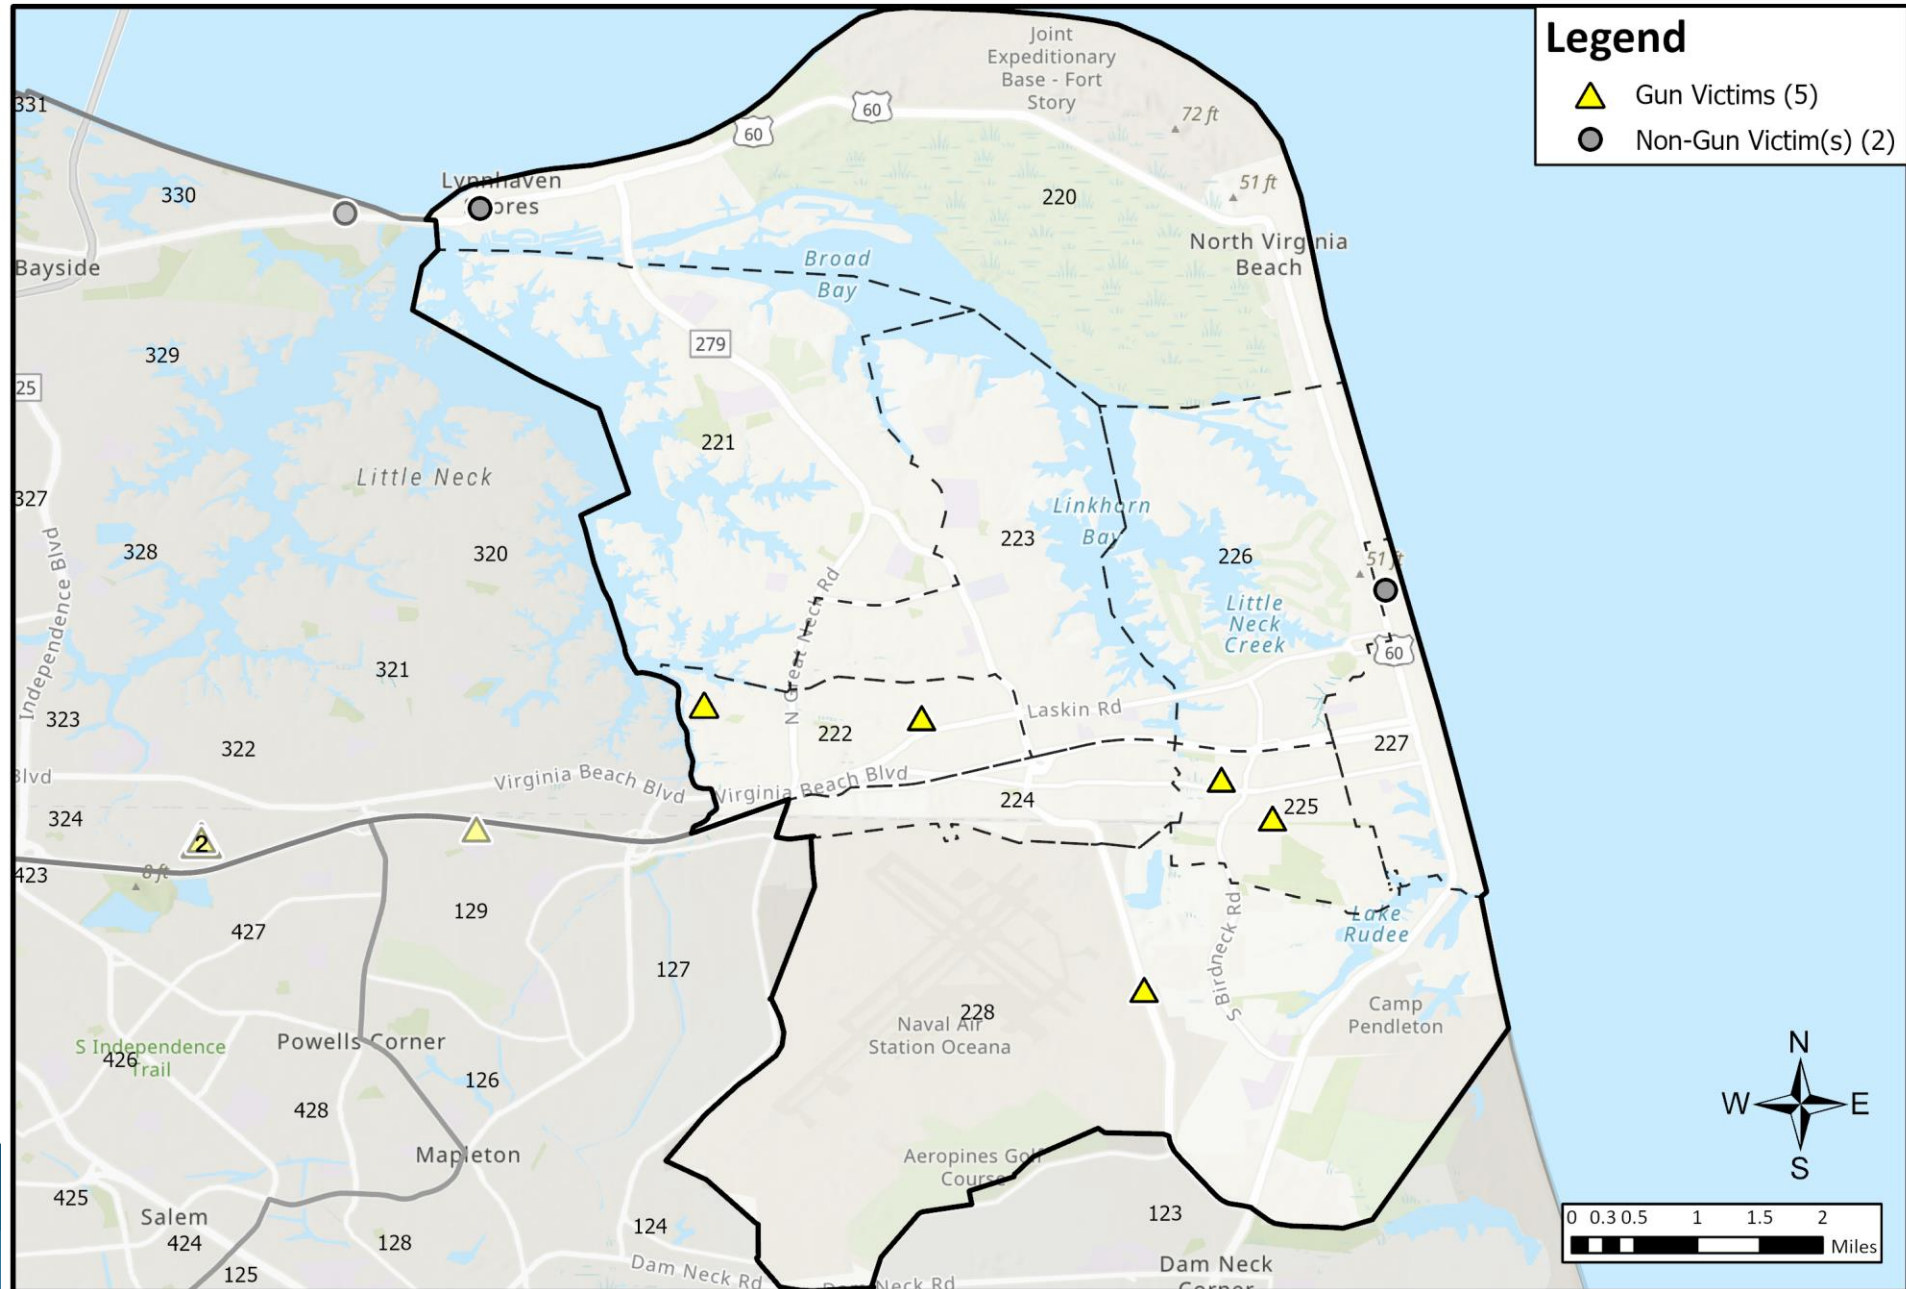 Legend
Gun Victims (5)
Non-Gun Victim(s) (2)
Joint
Expeditionary
Base - Fort
Story
72 ft
331
60
60
330
Lynnhaven
220
51 ft
North Virginia
Beach
Bayside
Broad
Bay
279
329
25
221
Little Neck
327
Linkhorn
Bay
328
320
223
226
51 ft
Independence Blvd
N Great Neck Rd
Little
Neck
Creek
60
321
323
322
222
Laskin Rd
227
Blvd
Virginia Beach Blvd
Virginia Beach Blvd
324
2
224
225
423
8 ft
427
129
127
S Birdneck Rd
Lake
Rudee
228
Naval Air
Station Oceana
Camp
Pendleton
S Independence
Trail
426
Powells Corner
126
428
Mapleton
Aeropines Golf
Course
425
Salem
424
128
124
123
125
Dam Neck Rd
Dam Neck Rd
Dam Neck
Corner
N
W
E
S
0 0.3 0.5 1 1.5 2
Miles